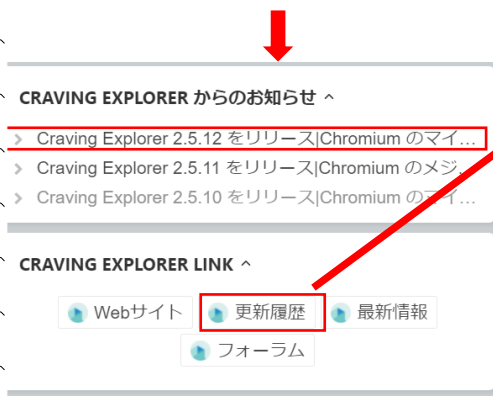 CRAVING EXPLORER からのお知らせ ^
> Craving Explorer 2.5.12 をリリース|Chromium のマイ...
> Craving Explorer 2.5.11 をリリース|Chromium のメジ...
> Craving Explorer 2.5.10 をリリース|Chromium のマイ...
CRAVING EXPLORER LINK ^
Webサイト 更新履歴 最新情報
フォーラム